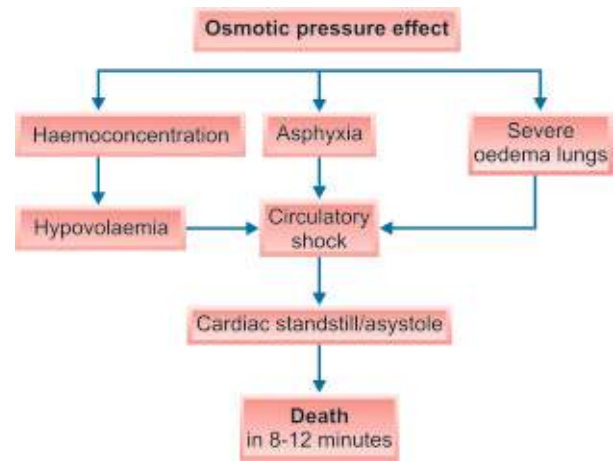 Osmotic pressure effect
Haemoconcentration
Asphyxia
Severe
oedema lungs
Hypovolaemia
Circulatory
shock
Cardiac standstill/asystole
Death
in 8-12 minutes